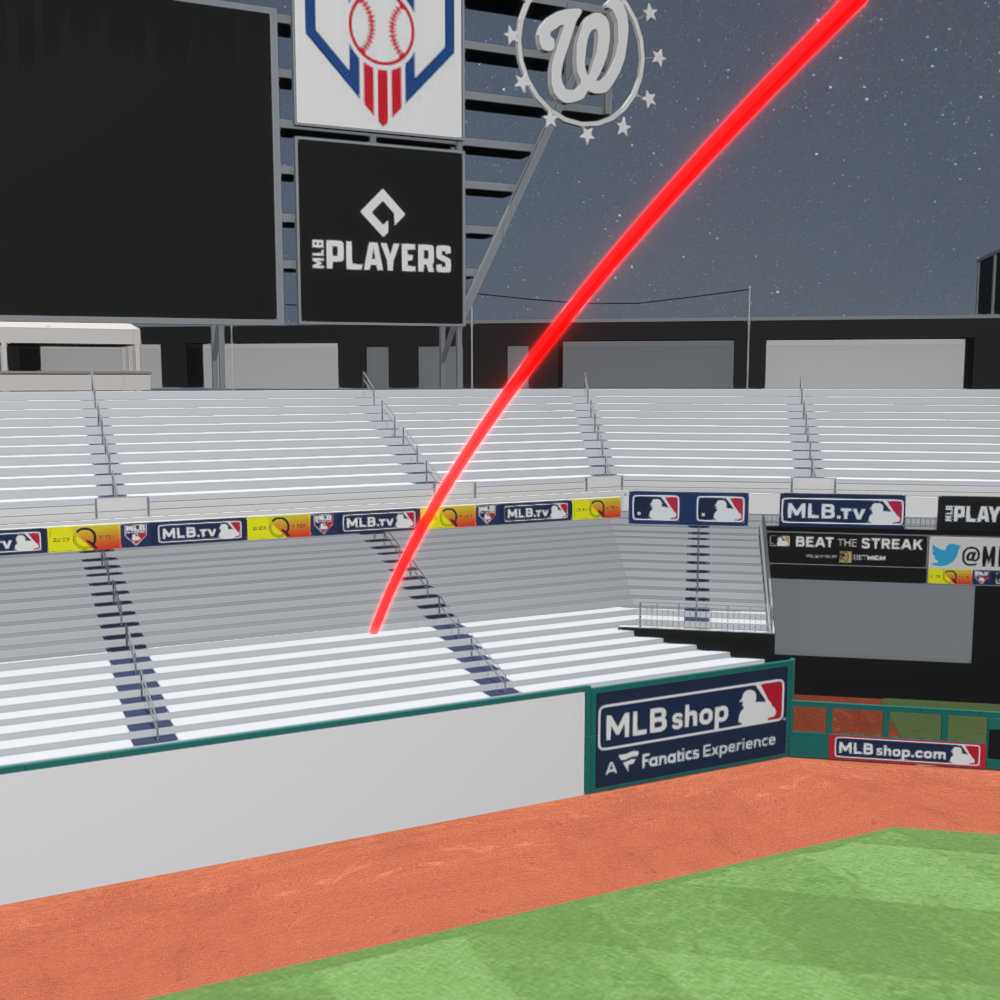 W
MLB PLAYERS
MLB.TV
MLB.TV
MLB.TV
MLB.TV
PLAY
BEAT THE STREAK
@M
MLB shop
A Fanatics Experience
MLBshop.com